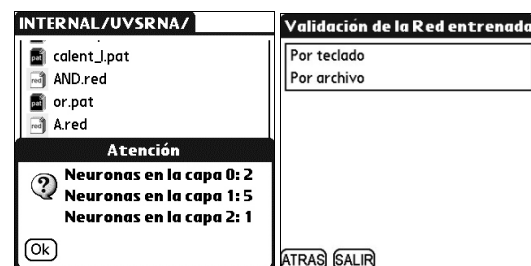 INTERNAL/UVSRNA/
calent_l.pat
AND.red
or.pat
A.red
Atención
Neuronas en la capa 0: 2
Neuronas en la capa 1: 5
Neuronas en la capa 2: 1
Ok
Validación de la Red entrenada
Por teclado
Por archivo
ATRAS SALIR